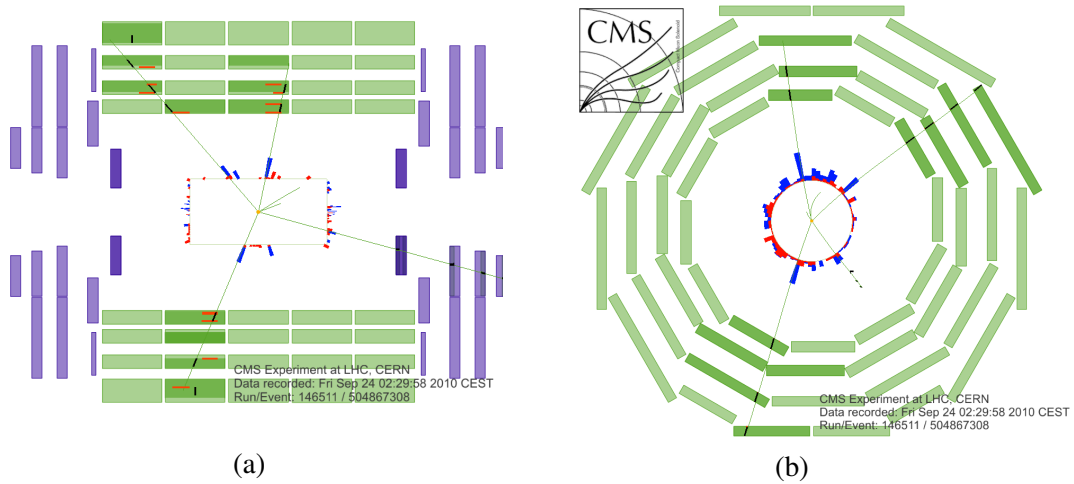 CMS
CMS Experiment at LHC, CERN
Data recorded: Fri Sep 24 02:29:58 2010 CEST
Run/Event: 146511 / 504867308
CMS Experiment at LHC, CERN
Data recorded: Fri Sep 24 02:29:58 2010 CEST
Run/Event: 146511 / 504867308
(a)
(b)